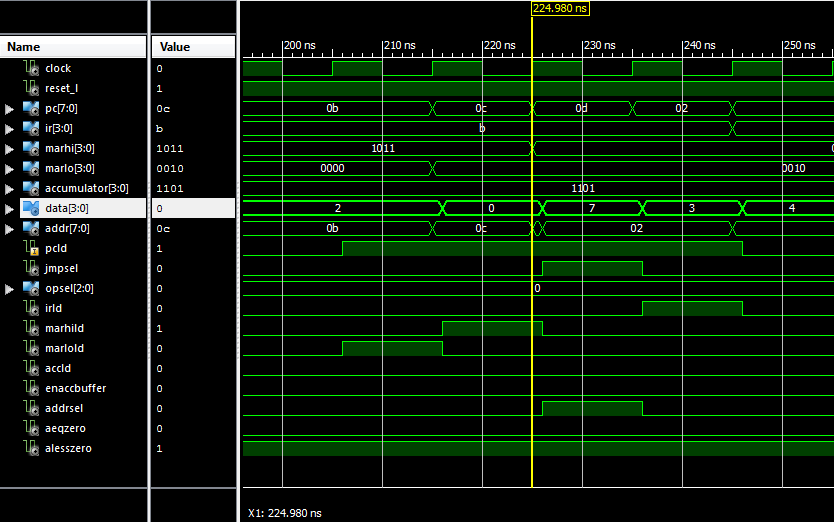 224.980 ns
Name Value 200 ns 210 ns 220 ns 230 ns 240 ns 250 ns
clock 0
reset_l 1
pc[7:0] 0c 0b 0c 0d 02
ir[3:0] b b
marhi[3:0] 1011 1011
marlo[3:0] 0010 0000 0010
accumulator[3:0] 1101 1101
data[3:0] 0 2 0 7 3 4
addr[7:0] 0c 0b 0c 02
pcld 1
jmpsel 0
opsel[2:0] 0 0
irld 0
marhild 1
marlold 0
accld 0
enaccbuffer 0
addrsel 0
aeqzero 0
alesszero 1
X1: 224.980 ns